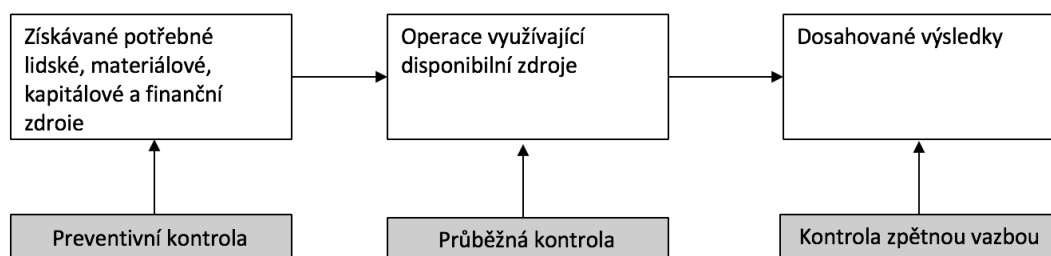 Získávané potřebné
lidské, materiálové,
kapitálové a finanční
zdroie
Operace využívající
disponibilní zdroje
Dosahované výsledky
Preventivní kontrola
Průběžná kontrola
Kontrola zpětnou vazbou